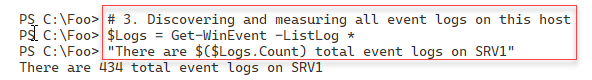 PS C:\Foo> # 3. Discovering and measuring all event logs on this host
PS C:\Foo> $Logs = Get-WinEvent -ListLog *
PS C:\Foo> "There are $($Logs.Count) total event logs on SRV1"
There are 434 total event logs on SRV1